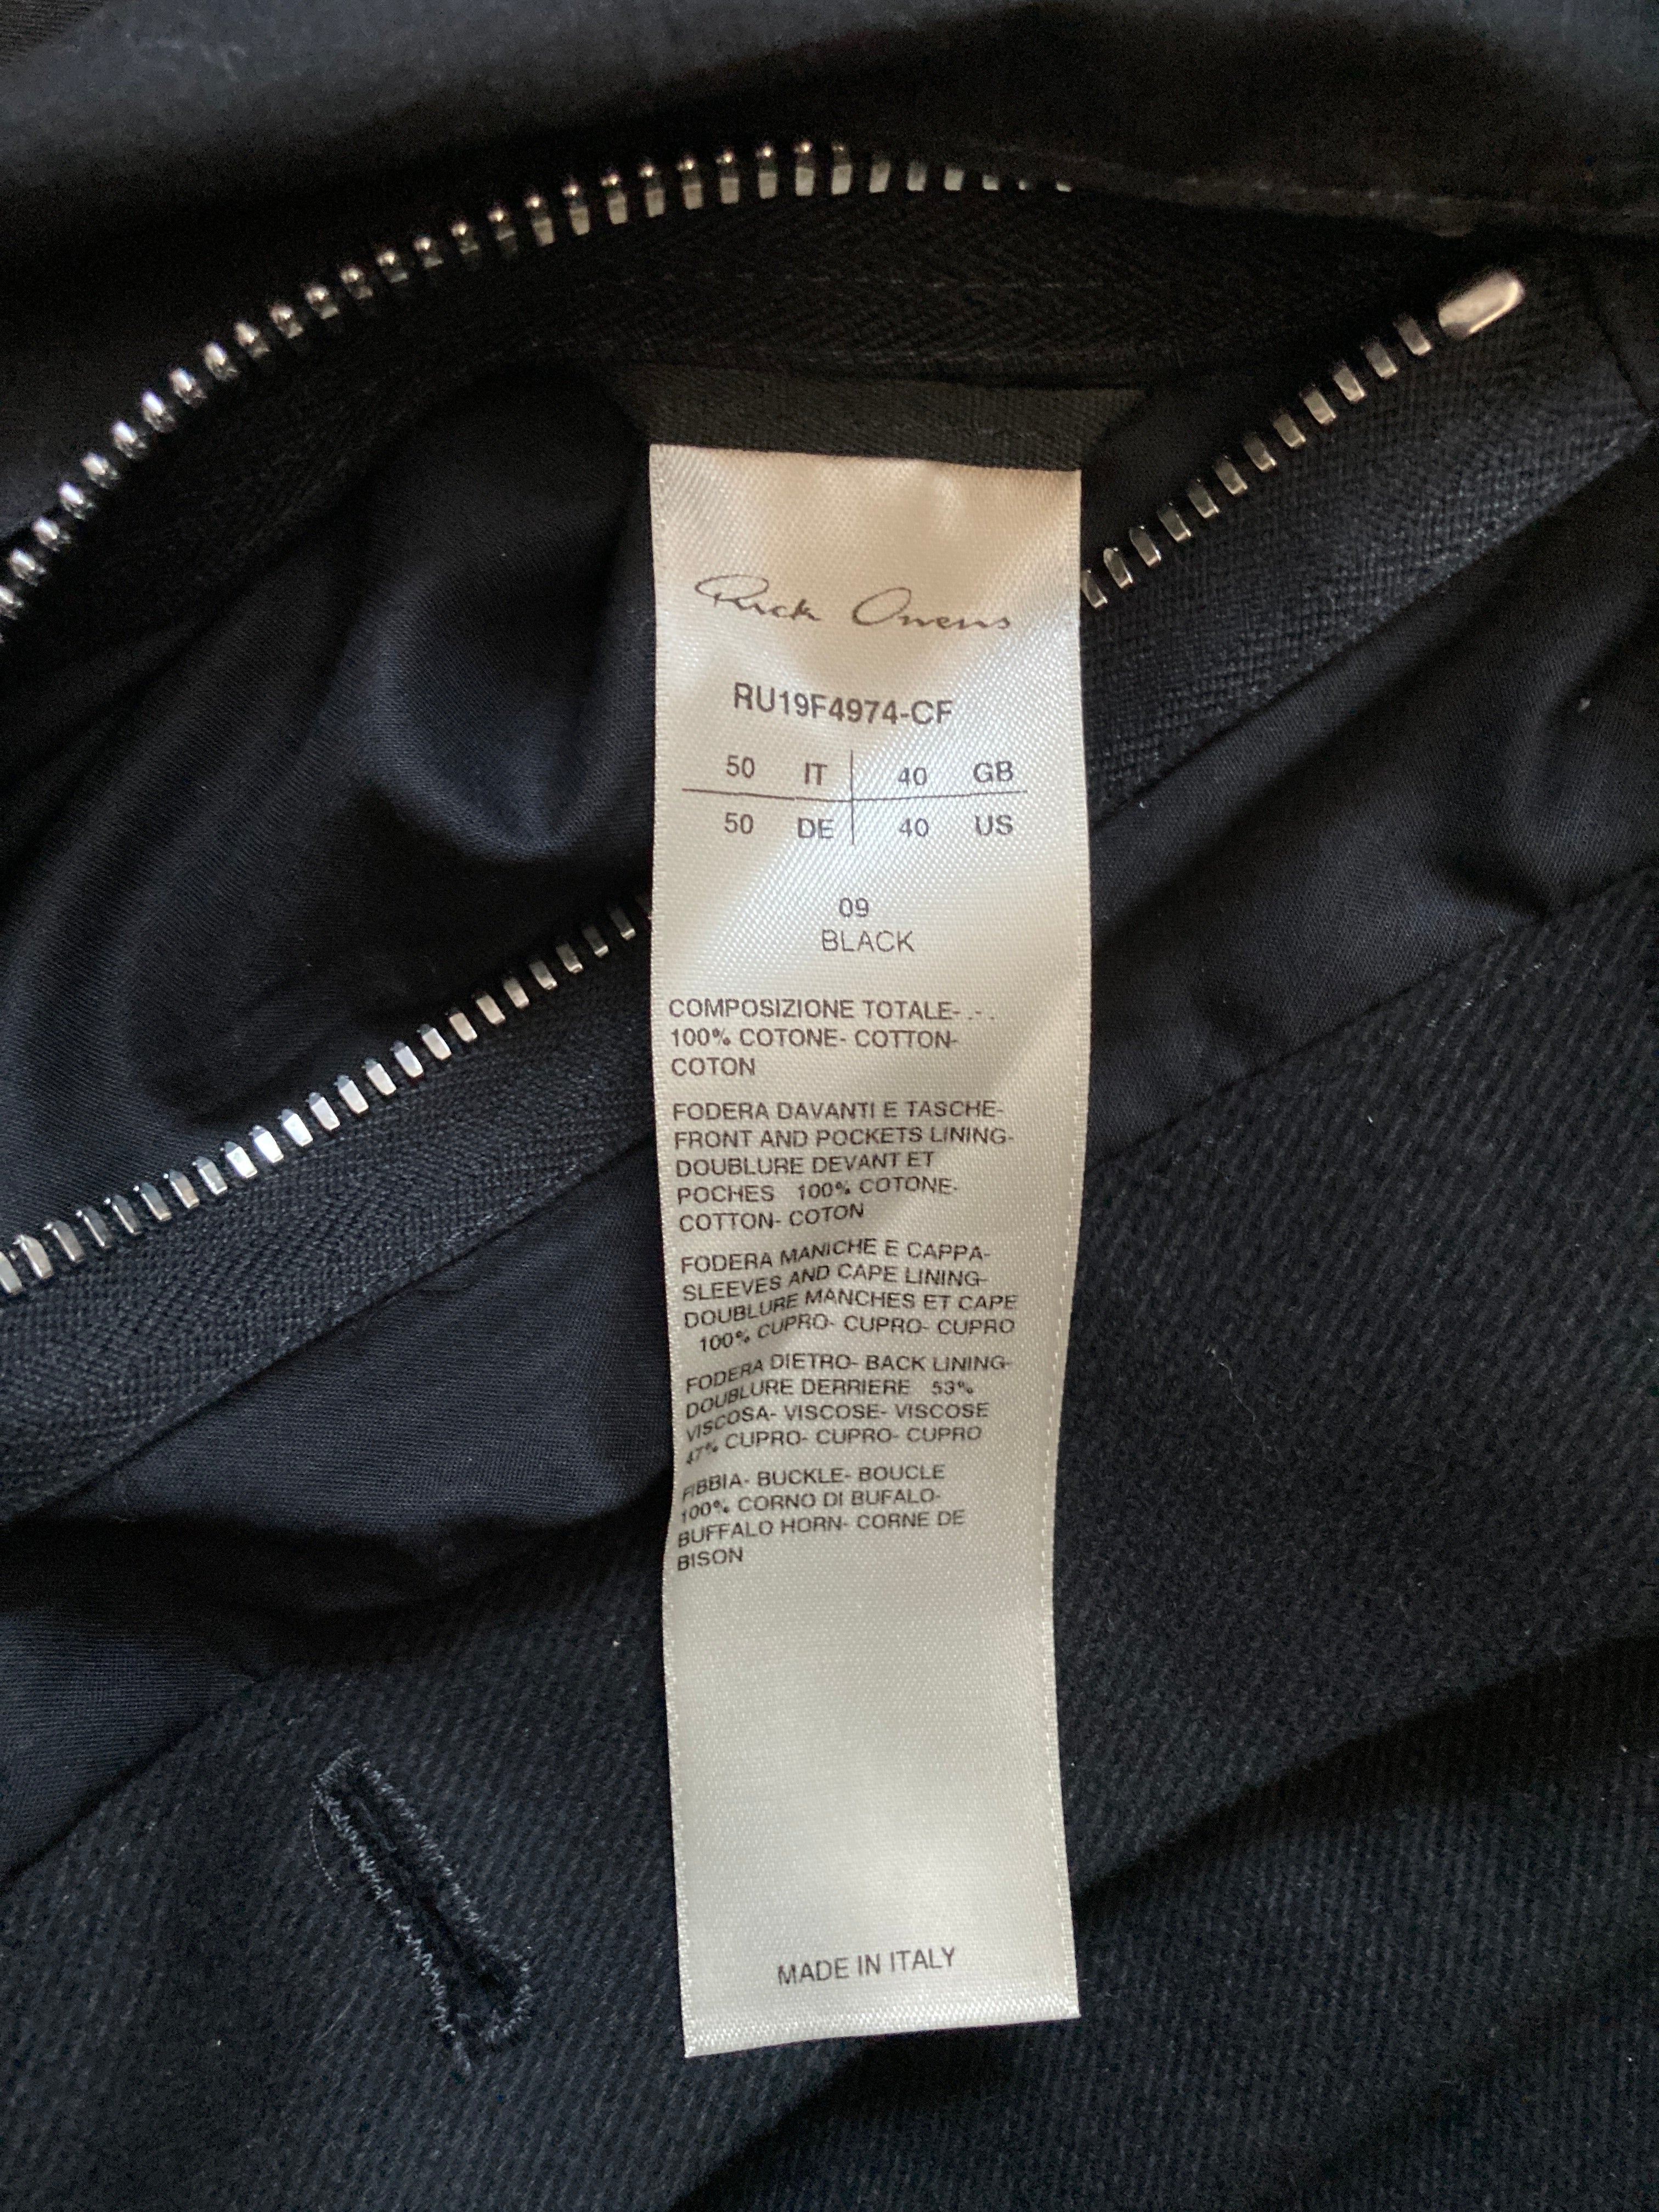 Rick Owens
RU19F4974-CF
50 IT 40 GB
50 DE 40 US
09
BLACK
COMPOSIZIONE TOTALE- .- .
100% COTONE- COTTON-
COTON
FODERA DAVANTI E TASCHE-
FRONT AND POCKETS LINING-
DOUBLURE DEVANT ET
POCHES 100% COTONE-
COTTON- COTON
FODERA MANICHE E CAPPA-
SLEEVES AND CAPE LINING-
DOUBLURE MANCHES ET CAPE
100% CUPRO- CUPRO- CUPRO
FODERA DIETRO- BACK LINING-
DOUBLURE DERRIERE 53%
VISCOSA- VISCOSE- VISCOSE
47% CUPRO- CUPRO- CUPRO
FIBBIA- BUCKLE- BOUCLE
100% CORNO DI BUFALO-
BUFFALO HORN- CORNE DE
BISON
MADE IN ITALY